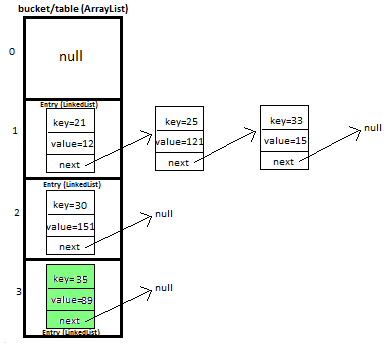 bucket/table (ArrayList)
0
null
Entry (LinkedList)
1
key=21
value=12
next
key=25
value=121
next
key=33
value=15
next
null
Entry (LinkedList)
2
key=30
value=151
next
null
3
key=35
value=89
next
null
Entry (LinkedList)